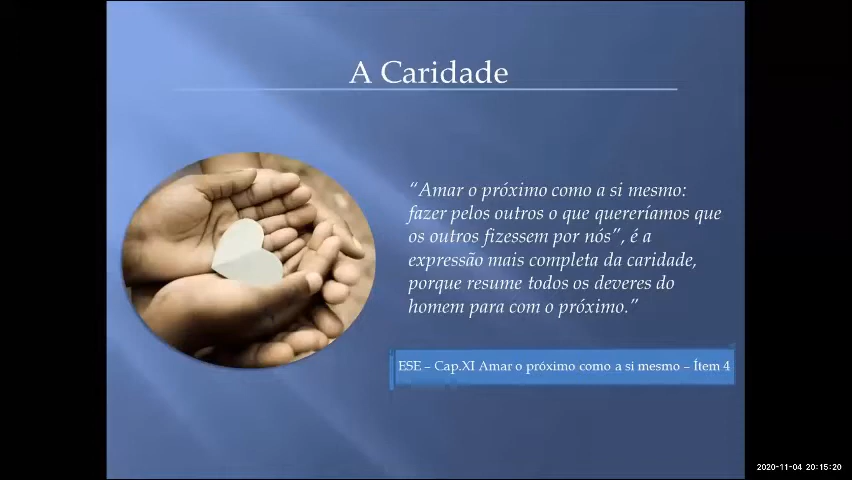 A Caridade
“Amar o próximo como a si mesmo:
fazer pelos outros o que quereríamos que
os outros fizessem por nós”, é a
expressão mais completa da caridade,
porque resume todos os deveres do
homem para com o próximo.”
ESE – Cap.XI Amar o próximo como a si mesmo – Ítem 4
2020-11-04 20:15:20